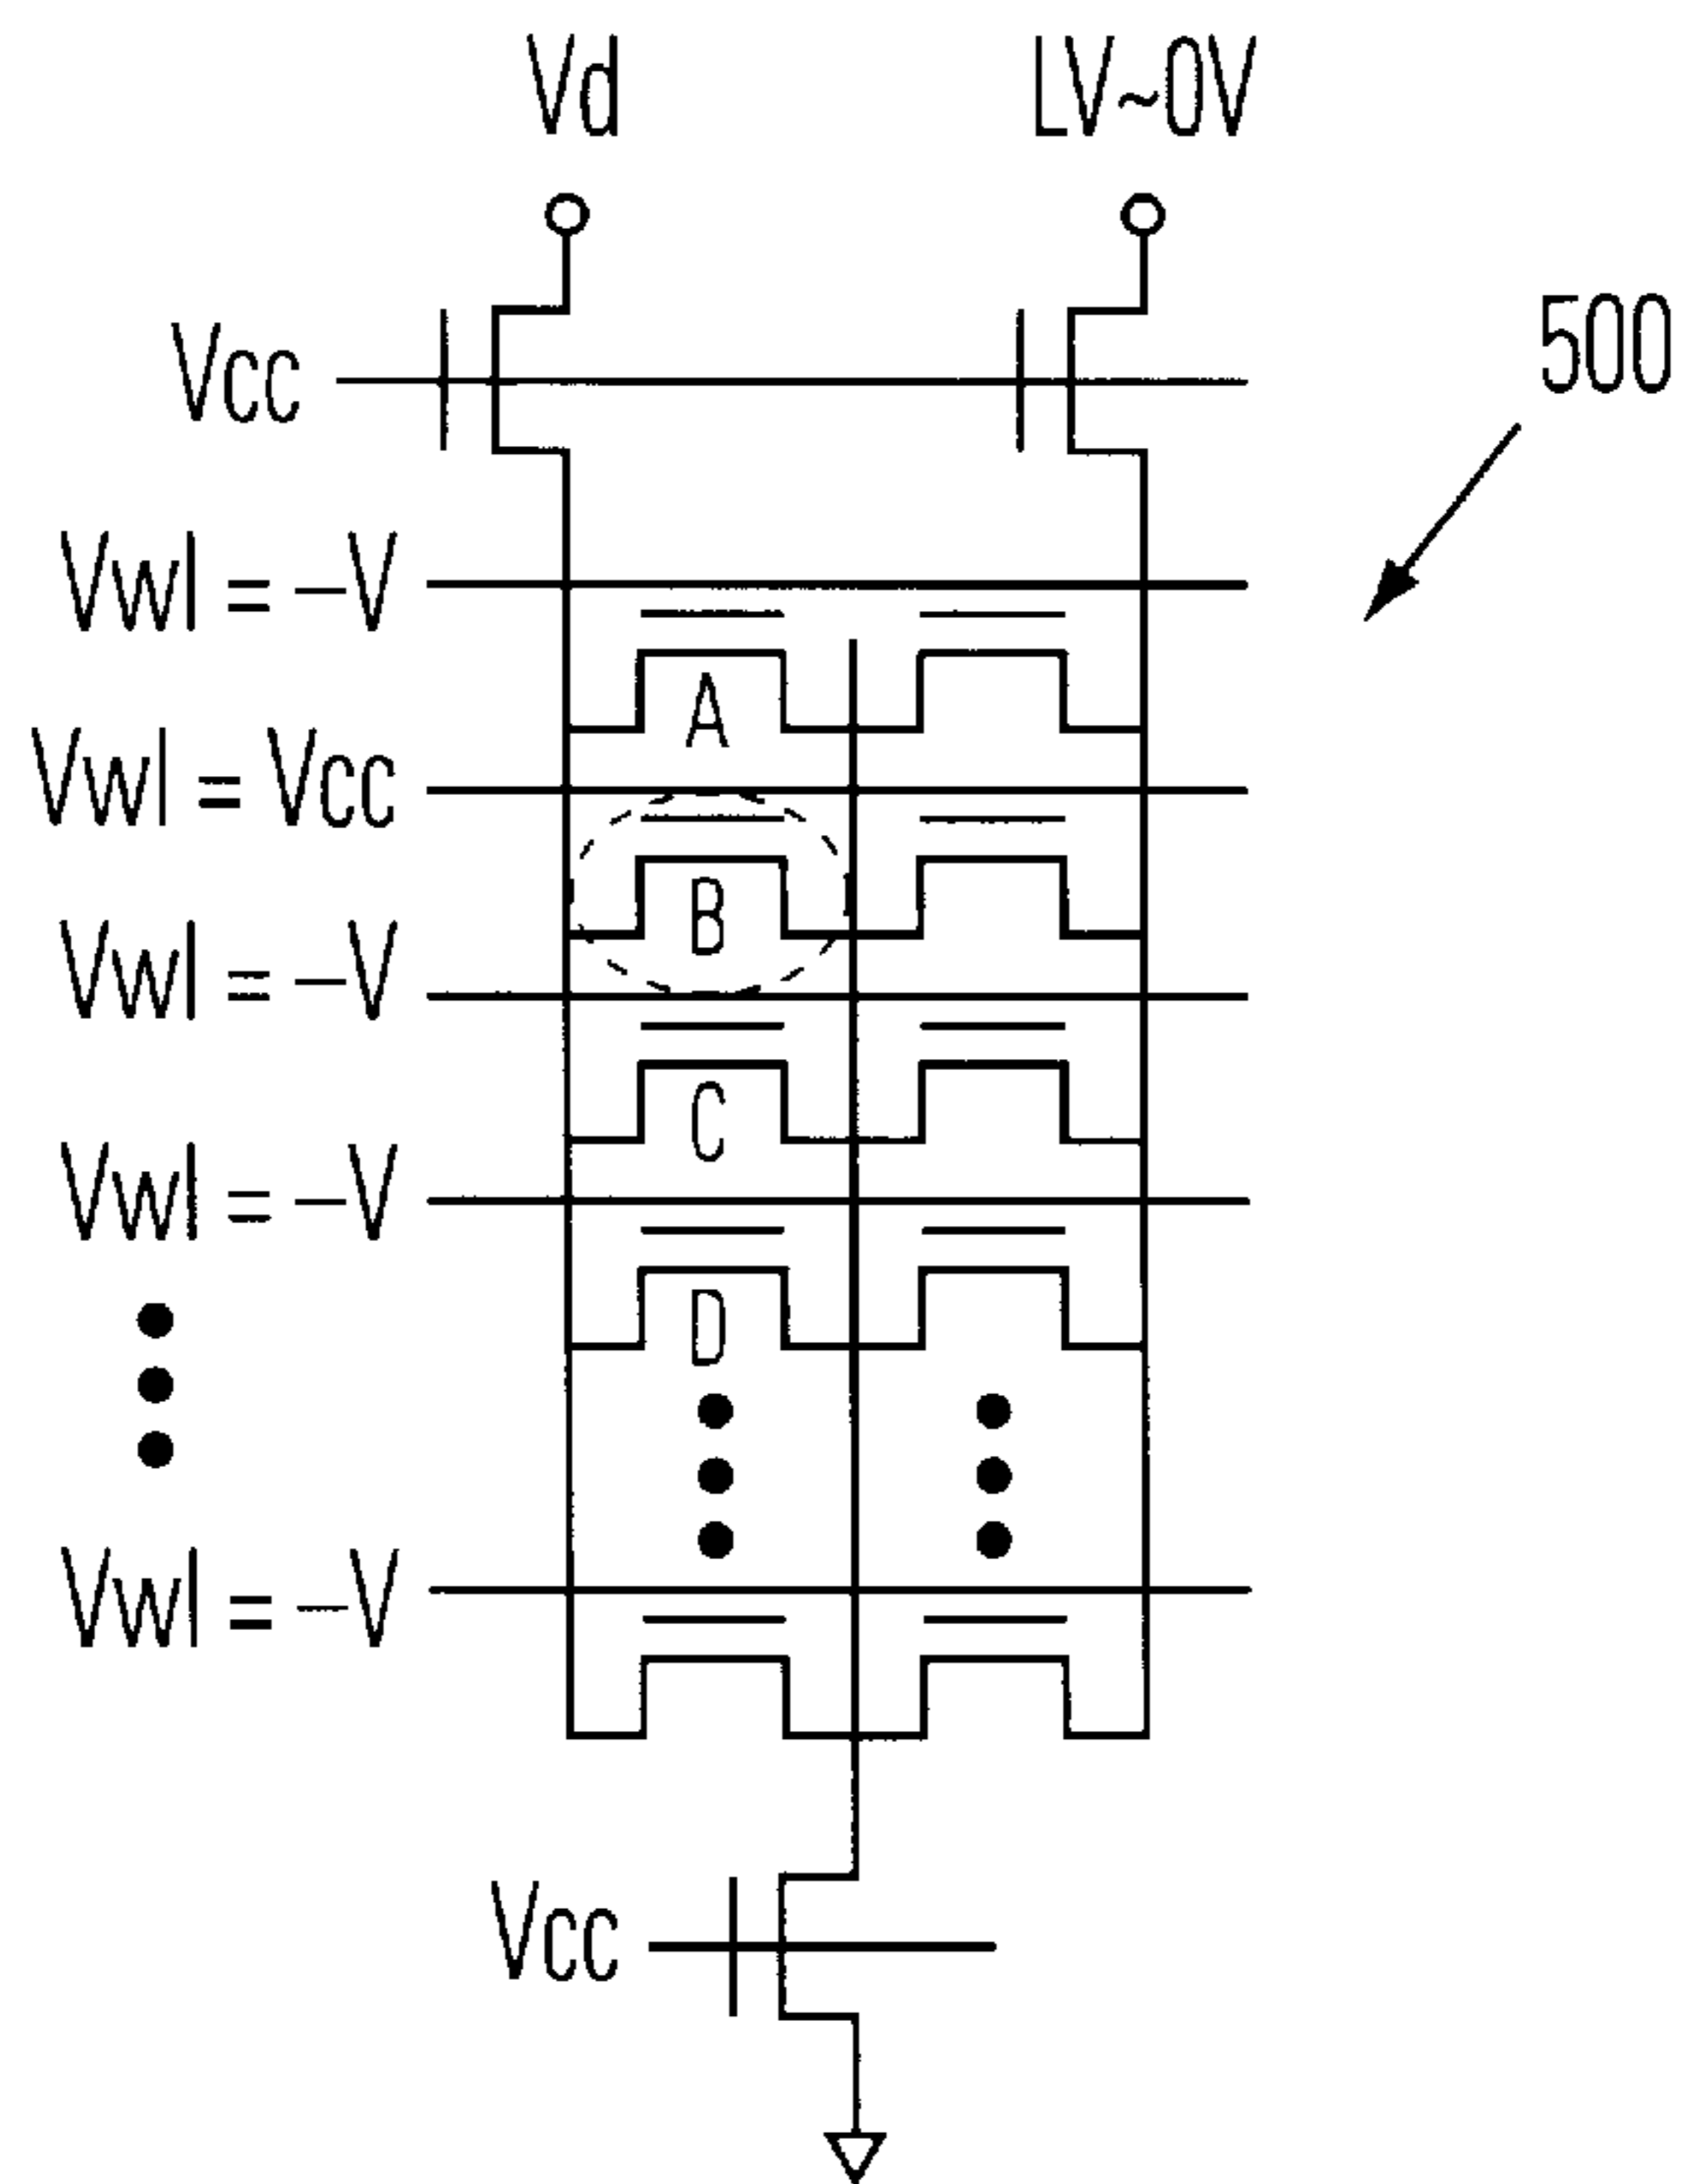 Vd LV~0V
500
Vcc
Vwl = -V
A
Vwl = Vcc
B
Vwl = -V
C
Vwl = -V
D
Vwl = -V
Vcc